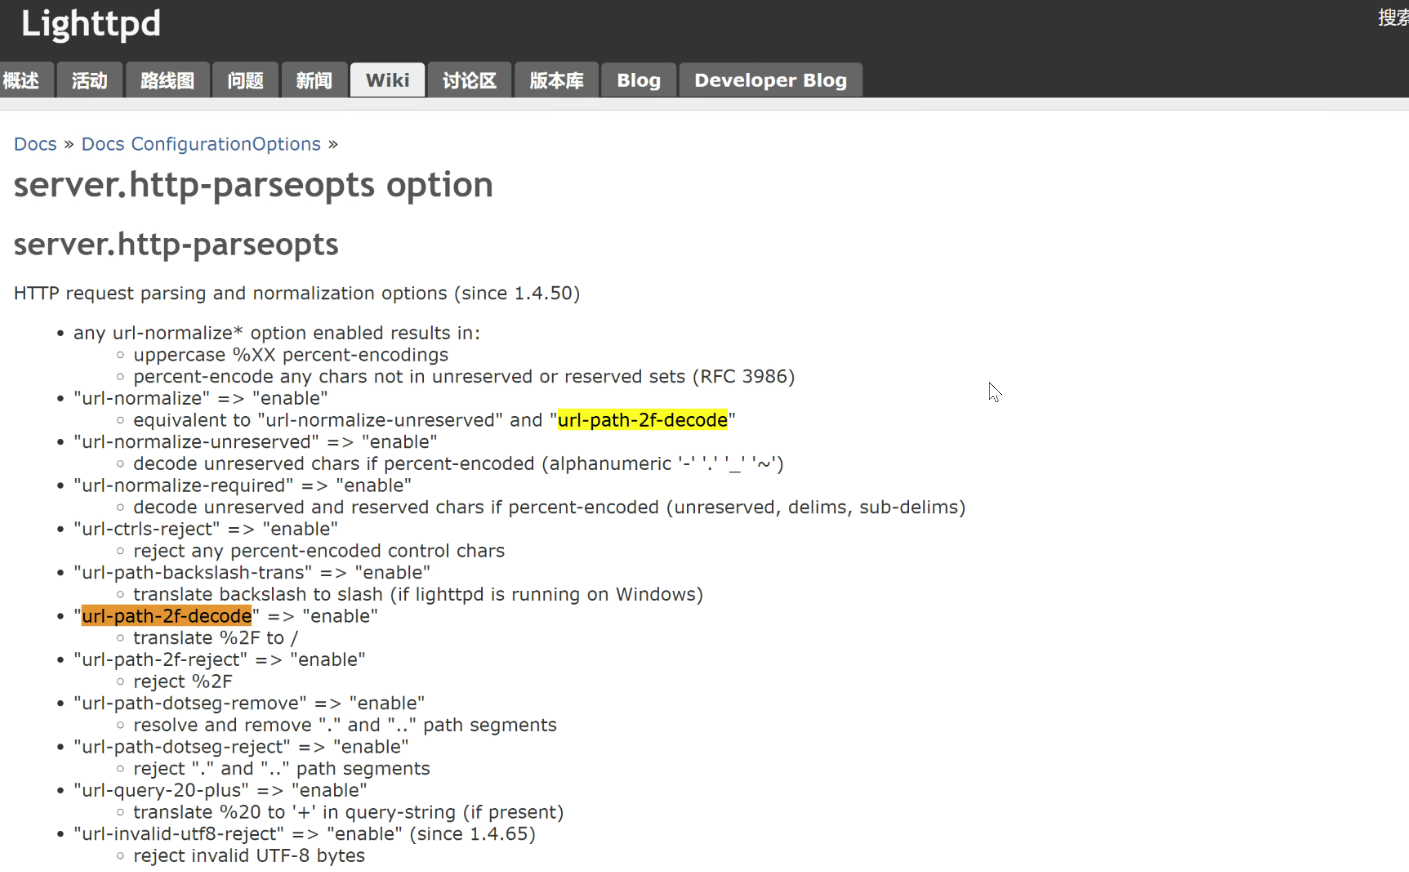 Lighttpd
搜索
概述 活动 路线图 问题 新闻 Wiki 讨论区 版本库 Blog Developer Blog
Docs » Docs ConfigurationOptions »
server.http-parseopts option
server.http-parseopts
HTTP request parsing and normalization options (since 1.4.50)
• any url-normalize* option enabled results in:
◦ uppercase %XX percent-encodings
◦ percent-encode any chars not in unreserved or reserved sets (RFC 3986)
• "url-normalize" => "enable"
◦ equivalent to "url-normalize-unreserved" and "url-path-2f-decode"
• "url-normalize-unreserved" => "enable"
◦ decode unreserved chars if percent-encoded (alphanumeric '-' '.' '_' '~')
• "url-normalize-required" => "enable"
◦ decode unreserved and reserved chars if percent-encoded (unreserved, delims, sub-delims)
• "url-ctrls-reject" => "enable"
◦ reject any percent-encoded control chars
• "url-path-backslash-trans" => "enable"
◦ translate backslash to slash (if lighttpd is running on Windows)
• "url-path-2f-decode" => "enable"
◦ translate %2F to /
• "url-path-2f-reject" => "enable"
◦ reject %2F
• "url-path-dotseg-remove" => "enable"
◦ resolve and remove "." and ".." path segments
• "url-path-dotseg-reject" => "enable"
◦ reject "." and ".." path segments
• "url-query-20-plus" => "enable"
◦ translate %20 to '+' in query-string (if present)
• "url-invalid-utf8-reject" => "enable" (since 1.4.65)
◦ reject invalid UTF-8 bytes